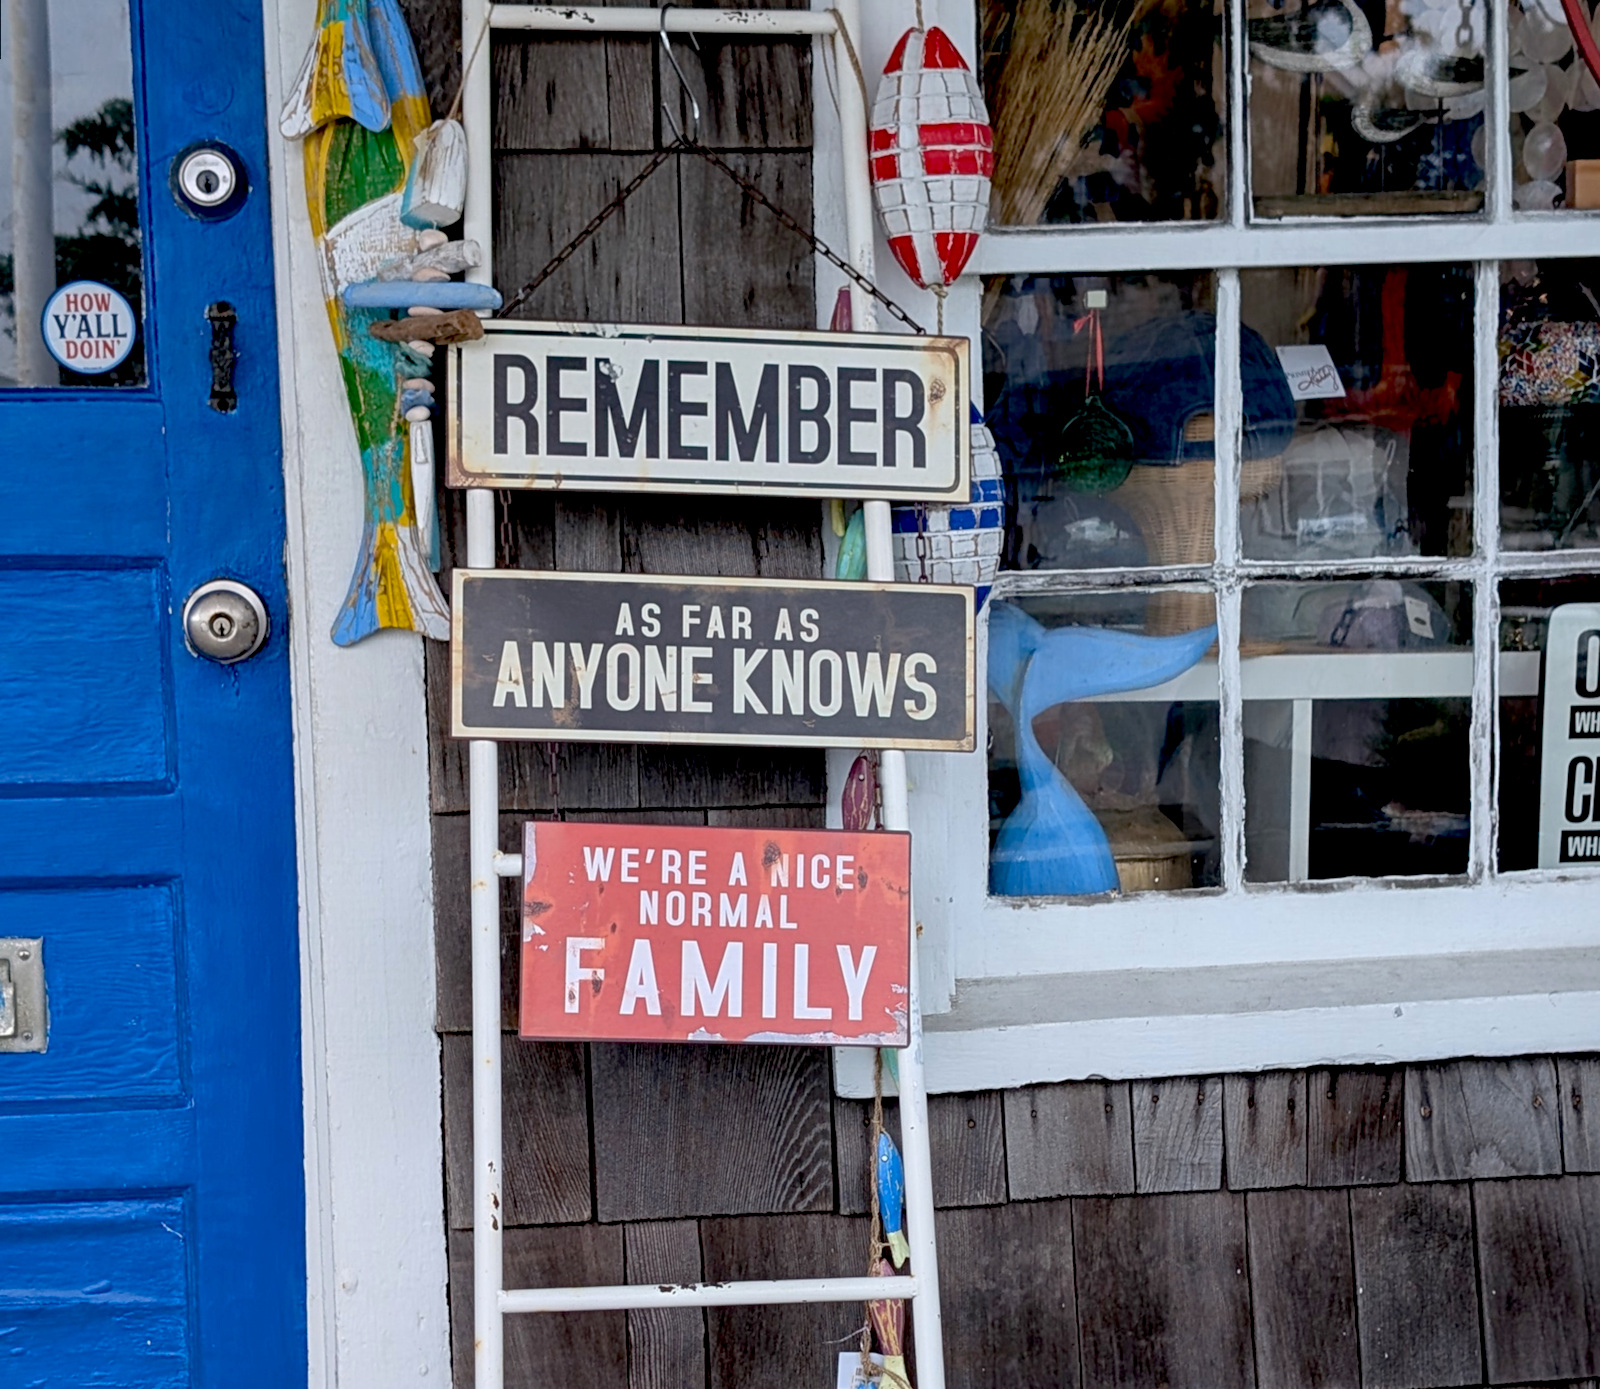 HOW
Y'ALL
DOIN'
REMEMBER
AS FAR AS
ANYONE KNOWS
WE'RE A NICE
NORMAL
FAMILY